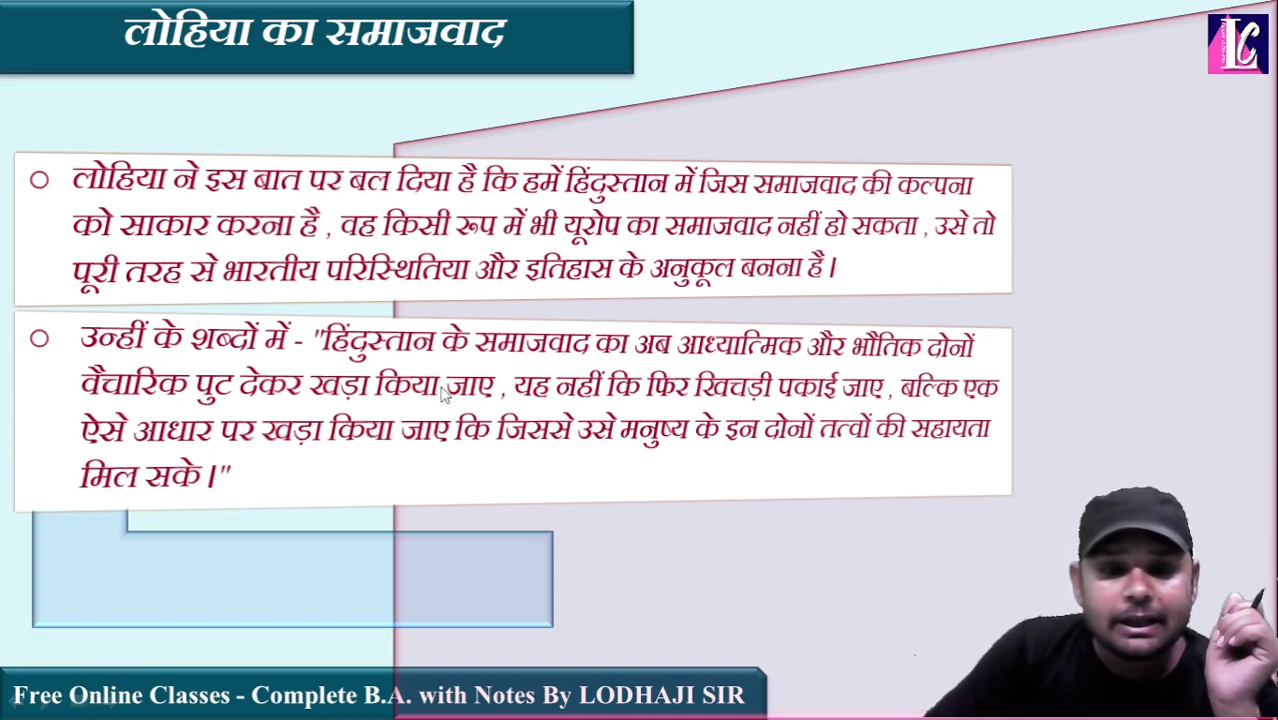 लोहिया का समाजवाद
LC
लोहिया ने इस बात पर बल दिया है कि हमें हिंदुस्तान में जिस समाजवाद की कल्पना
को साकार करना है , वह किसी रूप में भी यूरोप का समाजवाद नहीं हो सकता , उसे तो
पूरी तरह से भारतीय परिस्थितिया और इतिहास के अनुकूल बनना है ।
उन्हीं के शब्दों में - "हिंदुस्तान के समाजवाद का अब आध्यात्मिक और भौतिक दोनों
वैचारिक पुट देकर खड़ा किया जाए , यह नहीं कि फिर खिचड़ी पकाई जाए , बल्कि एक
ऐसे आधार पर खड़ा किया जाए कि जिससे उसे मनुष्य के इन दोनों तत्वों की सहायता
मिल सके ।"
Free Online Classes - Complete B.A. with Notes By LODHAJI SIR